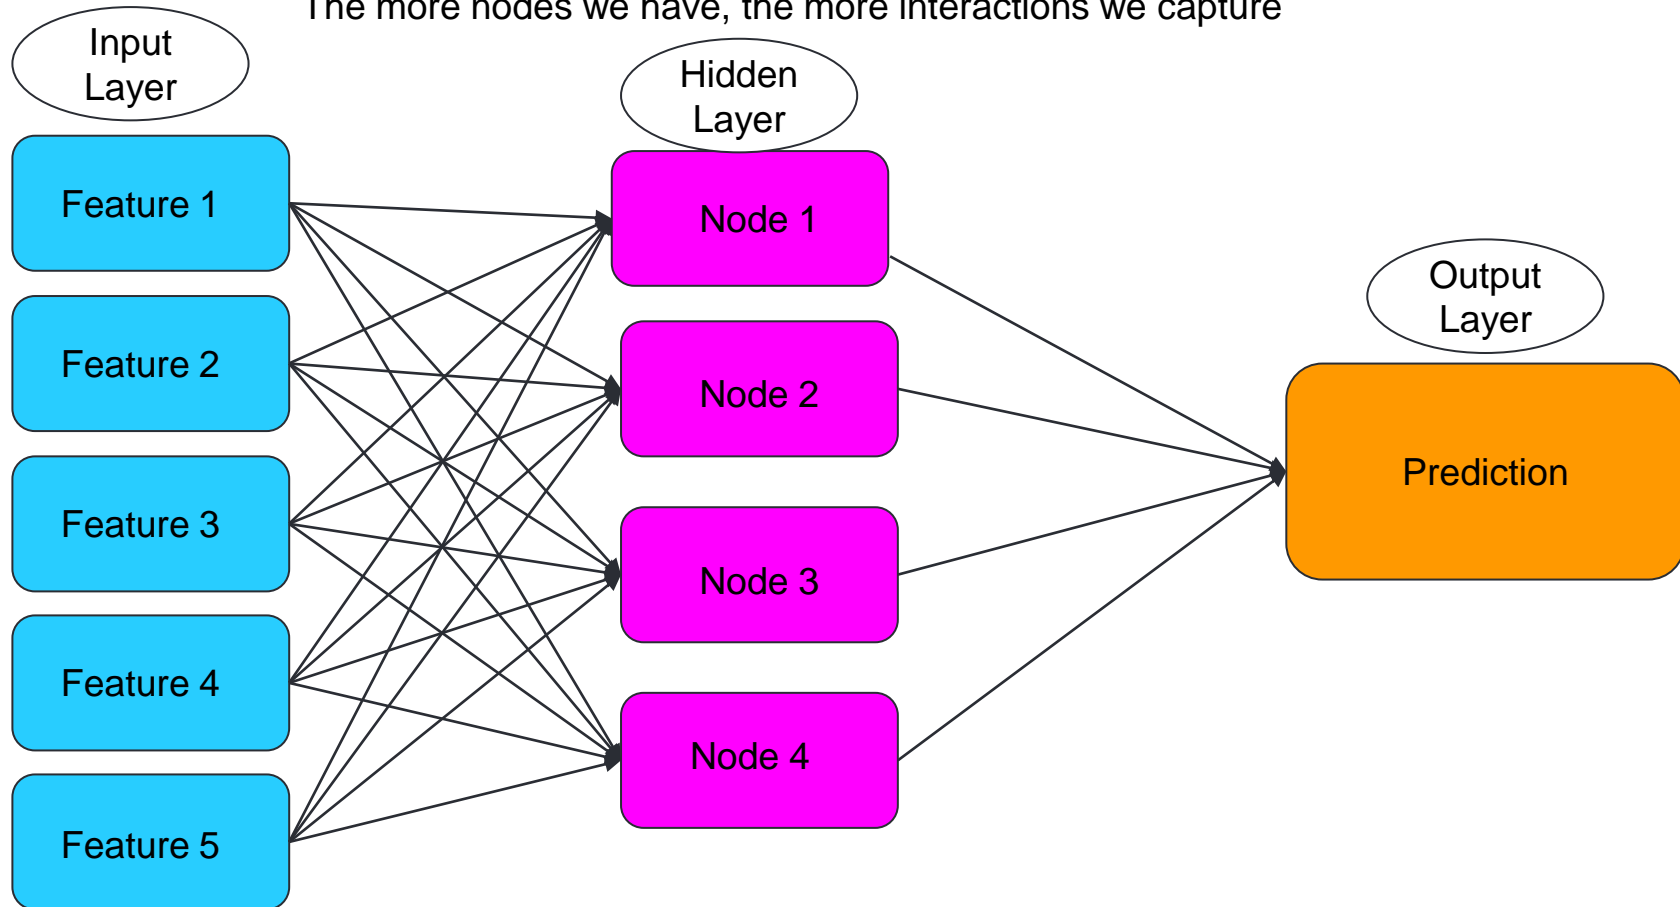 The more nodes we have, the more interactions we capture
Input
Layer
Hidden
Layer
Output
Layer
Feature 1
Feature 2
Feature 3
Feature 4
Feature 5
Node 1
Node 2
Node 3
Node 4
Prediction